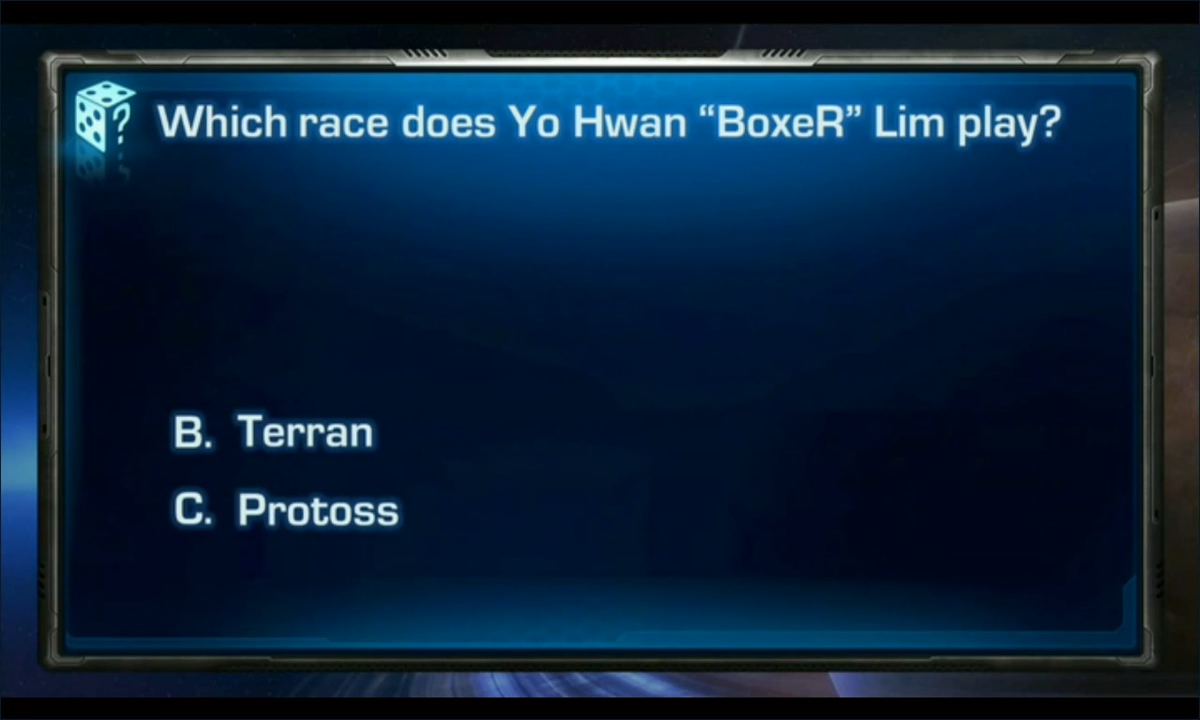 Which race does Yo Hwan “BoxeR” Lim play?
B. Terran
C. Protoss